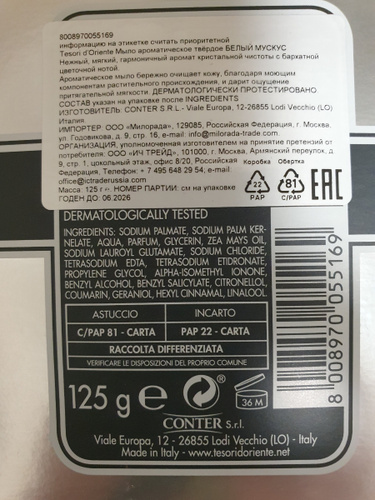 8008970055169
информацию на этикетке считать приоритетной
Tesori d'Oriente Мыло ароматическое твёрдое БЕЛЫЙ МУСКУС
Нежный, мягкий, гармоничный аромат кристальной чистоты с бархатной
цветочной нотой.
Ароматическое мыло бережно очищает кожу, благодаря моющим
компонентам растительного происхождения, и дарит ощущение
притягательной мягкости. ДЕРМАТОЛОГИЧЕСКИ ПРОТЕСТИРОВАНО
СОСТАВ указан на упаковке после INGREDIENTS
ИЗГОТОВИТЕЛЬ: CONTER S.R.L. - Viale Europa, 12-26855 Lodi Vecchio (LO)
Италия.
ИМПОРТЕР: ООО «Милорада», 129085, Российская Федерация, г. Москва,
ул. Годовикова, д. 9, стр. 16, e-mail: info@milorada-trade.com.
ОРГАНИЗАЦИЯ, уполномоченная изготовителем на принятие претензий от
потребителя: ООО «ИН ТРЕЙД», 101000, г. Москва, Армянский переулок, д.
9, стр. 1, цокольный этаж, офис 8/20, Российская
Федерация, Телефон: + 7 495 648 29 54, e-mail:
office@ictraderussia.com
Масса: 125 г ℮. НОМЕР ПАРТИИ: см на упаковке
ГОДЕН ДО: 06.2026
Коробка Обертка
22 81
PAP C/PAP
EAC
DERMATOLOGICALLY TESTED
INGREDIENTS: SODIUM PALMATE, SODIUM PALM KER-
NELATE, AQUA, PARFUM, GLYCERIN, ZEA MAYS OIL,
SODIUM LAUROYL GLUTAMATE, SODIUM CHLORIDE,
TETRASODIUM EDTA, TETRASODIUM ETIDRONATE,
PROPYLENE GLYCOL, ALPHA-ISOMETHYL IONONE,
BENZYL ALCOHOL, BENZYL SALICYLATE, CITRONELLOL,
COUMARIN, GERANIOL, HEXYL CINNAMAL, LINALOOL.
ASTUCCIO INCARTO
C/PAP 81 - CARTA PAP 22 - CARTA
RACCOLTA DIFFERENZIATA
VERIFICARE LE DISPOSIZIONI DEL PROPRIO COMUNE
125 g ℮
36 M
CONTER S.r.l.
Viale Europa, 12 - 26855 Lodi Vecchio (LO) - Italy
Made in Italy - www.tesoridoriente.net
8 008970 055169